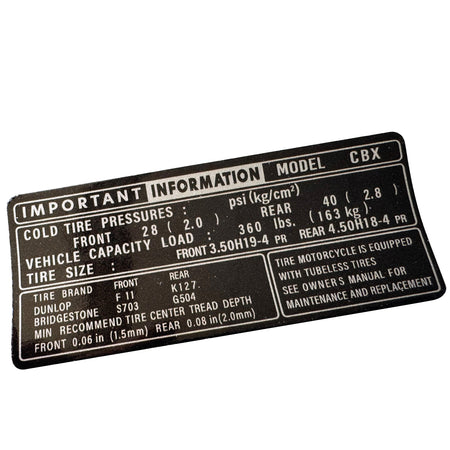 IMPORTANT INFORMATION MODEL CBX
COLD TIRE PRESSURES : psi (kg/cm²)
FRONT 28 ( 2.0 ) REAR 40 ( 2.8 )
VEHICLE CAPACITY LOAD : 360 lbs. (163 kg)
TIRE SIZE : FRONT 3.50H19-4 PR REAR 4.50H18-4 PR
TIRE BRAND FRONT REAR
DUNLOP F 11 K127.
BRIDGESTONE S703 G504
MIN RECOMMEND TIRE CENTER TREAD DEPTH
FRONT 0.06 in (1.5mm) REAR 0.08 in (2.0mm)
TIRE MOTORCYCLE IS EQUIPPED
WITH TUBELESS TIRES
SEE OWNER'S MANUAL FOR
MAINTENANCE AND REPLACEMENT